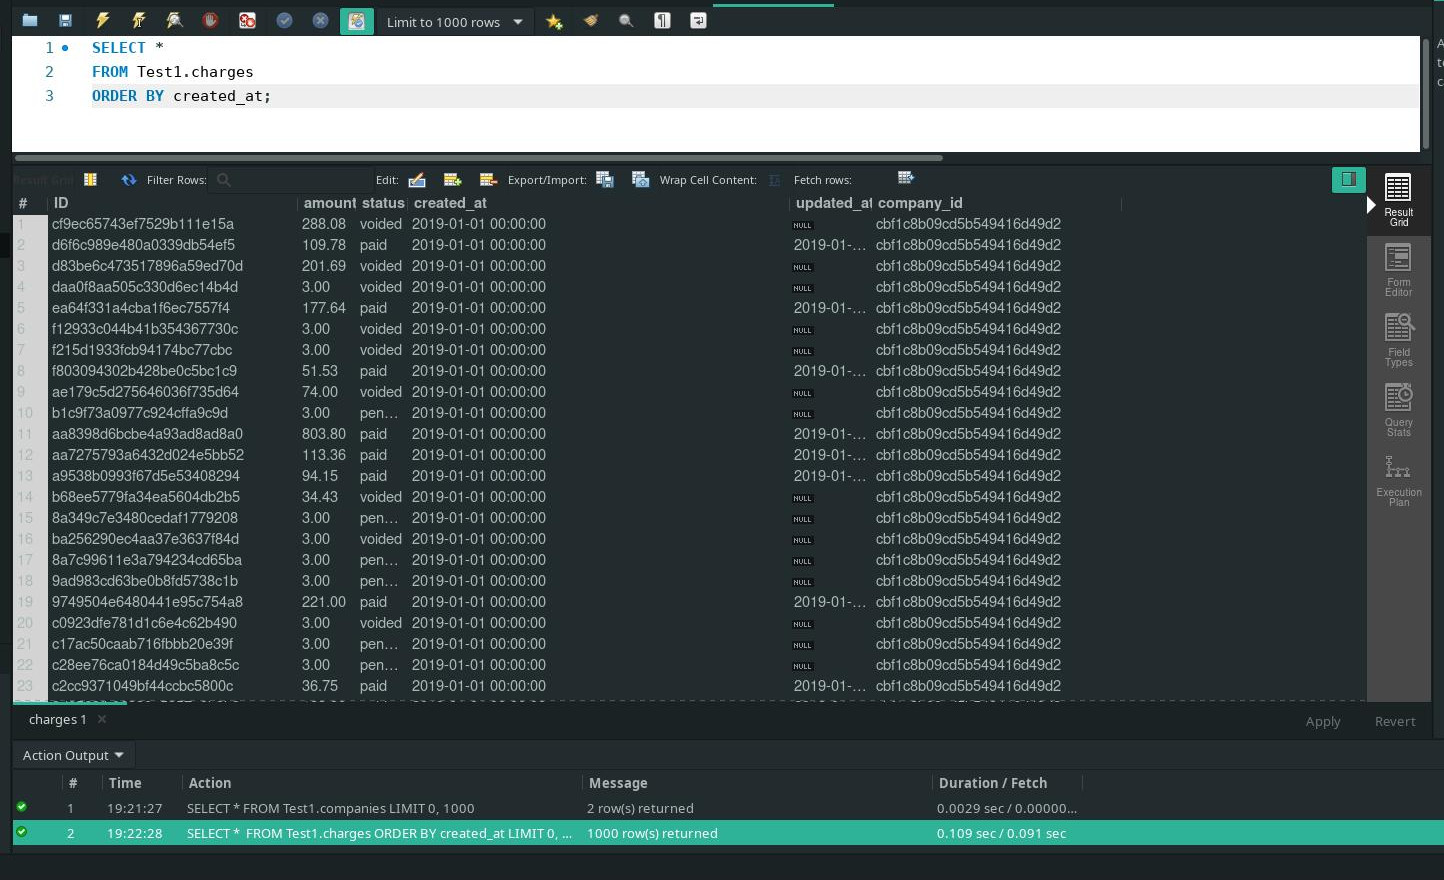 Limit to 1000 rows
1 SELECT *
2 FROM Test1.charges
3 ORDER BY created_at;
Result Grid Filter Rows: Edit: Export/Import: Wrap Cell Content: Fetch rows:
# ID amount status created_at updated_at company_id
1 cf9ec65743ef7529b111e15a 288.08 voided 2019-01-01 00:00:00 NULL cbf1c8b09cd5b549416d49d2
2 d6f6c989e480a0339db54ef5 109.78 paid 2019-01-01 00:00:00 2019-01-... cbf1c8b09cd5b549416d49d2
3 d83be6c473517896a59ed70d 201.69 voided 2019-01-01 00:00:00 NULL cbf1c8b09cd5b549416d49d2
4 daa0f8aa505c330d6ec14b4d 3.00 voided 2019-01-01 00:00:00 NULL cbf1c8b09cd5b549416d49d2
5 ea64f331a4cba1f6ec7557f4 177.64 paid 2019-01-01 00:00:00 2019-01-... cbf1c8b09cd5b549416d49d2
6 f12933c044b41b354367730c 3.00 voided 2019-01-01 00:00:00 NULL cbf1c8b09cd5b549416d49d2
7 f215d1933fcb94174bc77cbc 3.00 voided 2019-01-01 00:00:00 NULL cbf1c8b09cd5b549416d49d2
8 f803094302b428be0c5bc1c9 51.53 paid 2019-01-01 00:00:00 2019-01-... cbf1c8b09cd5b549416d49d2
9 ae179c5d275646036f735d64 74.00 voided 2019-01-01 00:00:00 NULL cbf1c8b09cd5b549416d49d2
10 b1c9f73a0977c924cffa9c9d 3.00 pen... 2019-01-01 00:00:00 NULL cbf1c8b09cd5b549416d49d2
11 aa8398d6bcbe4a93ad8ad8a0 803.80 paid 2019-01-01 00:00:00 2019-01-... cbf1c8b09cd5b549416d49d2
12 aa7275793a6432d024e5bb52 113.36 paid 2019-01-01 00:00:00 2019-01-... cbf1c8b09cd5b549416d49d2
13 a9538b0993f67d5e53408294 94.15 paid 2019-01-01 00:00:00 2019-01-... cbf1c8b09cd5b549416d49d2
14 b68ee5779fa34ea5604db2b5 34.43 voided 2019-01-01 00:00:00 NULL cbf1c8b09cd5b549416d49d2
15 8a349c7e3480cedaf1779208 3.00 pen... 2019-01-01 00:00:00 NULL cbf1c8b09cd5b549416d49d2
16 ba256290ec4aa37e3637f84d 3.00 voided 2019-01-01 00:00:00 NULL cbf1c8b09cd5b549416d49d2
17 8a7c99611e3a794234cd65ba 3.00 pen... 2019-01-01 00:00:00 NULL cbf1c8b09cd5b549416d49d2
18 9ad983cd63be0b8fd5738c1b 3.00 pen... 2019-01-01 00:00:00 NULL cbf1c8b09cd5b549416d49d2
19 9749504e6480441e95c754a8 221.00 paid 2019-01-01 00:00:00 2019-01-... cbf1c8b09cd5b549416d49d2
20 c0923dfe781d1c6e4c62b490 3.00 voided 2019-01-01 00:00:00 NULL cbf1c8b09cd5b549416d49d2
21 c17ac50caab716fbbb20e39f 3.00 pen... 2019-01-01 00:00:00 NULL cbf1c8b09cd5b549416d49d2
22 c28ee76ca0184d49c5ba8c5c 3.00 pen... 2019-01-01 00:00:00 NULL cbf1c8b09cd5b549416d49d2
23 c2cc9371049bf44ccbc5800c 36.75 paid 2019-01-01 00:00:00 2019-01-... cbf1c8b09cd5b549416d49d2
Result
Grid
Form
Editor
Field
Types
Query
Stats
Execution
Plan
charges 1 Apply Revert
Action Output
# Time Action Message Duration / Fetch
1 19:21:27 SELECT * FROM Test1.companies LIMIT 0, 1000 2 row(s) returned 0.0029 sec / 0.00000...
2 19:22:28 SELECT * FROM Test1.charges ORDER BY created_at LIMIT 0, ... 1000 row(s) returned 0.109 sec / 0.091 sec